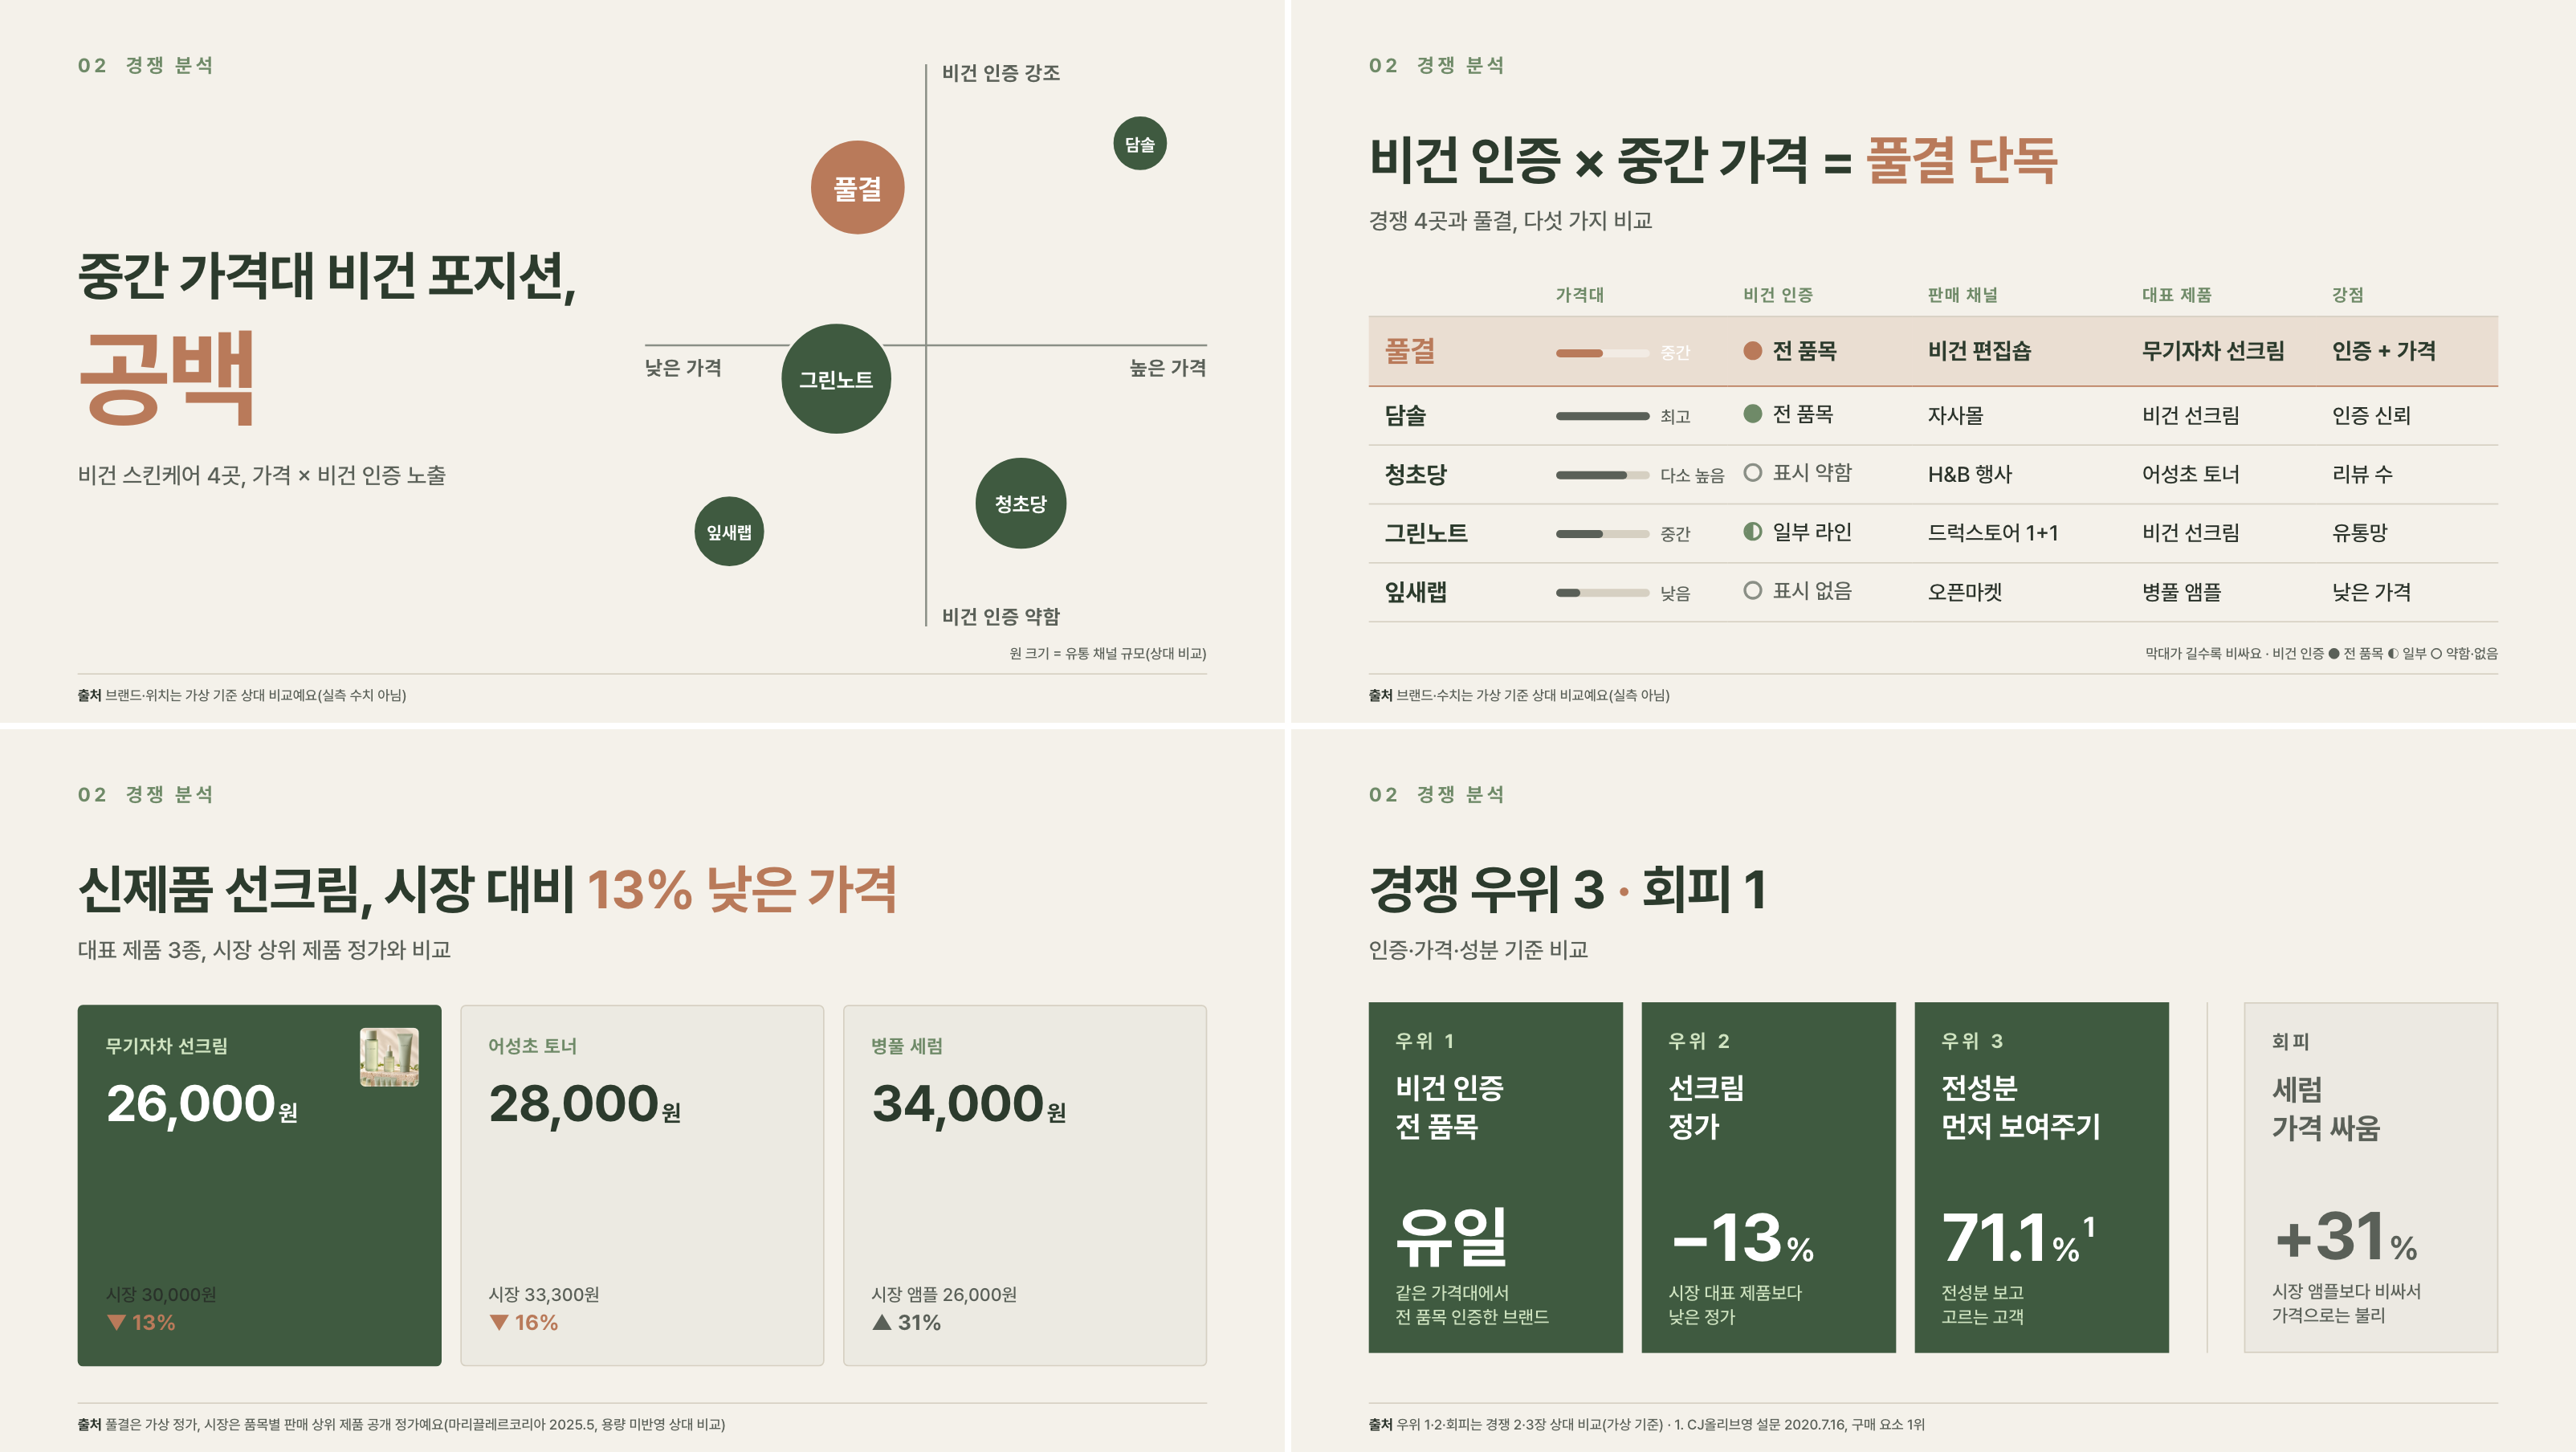 02 경쟁 분석
중간 가격대 비건 포지션,
공백
비건 스킨케어 4곳, 가격 × 비건 인증 노출
비건 인증 강조
담솔
풀결
낮은 가격
높은 가격
그린노트
청초당
잎새랩
비건 인증 약함
원 크기 = 유통 채널 규모(상대 비교)
출처 브랜드·위치는 가상 기준 상대 비교예요(실측 수치 아님)
02 경쟁 분석
비건 인증 × 중간 가격 = 풀결 단독
경쟁 4곳과 풀결, 다섯 가지 비교
가격대 비건 인증 판매 채널 대표 제품 강점
풀결 중간 전 품목 비건 편집숍 무기자차 선크림 인증 + 가격
담솔 최고 전 품목 자사몰 비건 선크림 인증 신뢰
청초당 다소 높음 표시 약함 H&B 행사 어성초 토너 리뷰 수
그린노트 중간 일부 라인 드럭스토어 1+1 비건 선크림 유통망
잎새랩 낮음 표시 없음 오픈마켓 병풀 앰플 낮은 가격
막대가 길수록 비싸요 · 비건 인증 ● 전 품목 ◐ 일부 ○ 약함·없음
출처 브랜드·수치는 가상 기준 상대 비교예요(실측 아님)
02 경쟁 분석
신제품 선크림, 시장 대비 13% 낮은 가격
대표 제품 3종, 시장 상위 제품 정가와 비교
무기자차 선크림
26,000원
시장 30,000원
▼ 13%
어성초 토너
28,000원
시장 33,300원
▼ 16%
병풀 세럼
34,000원
시장 앰플 26,000원
▲ 31%
출처 풀결은 가상 정가, 시장은 품목별 판매 상위 제품 공개 정가예요(마리끌레르코리아 2025.5, 용량 미반영 상대 비교)
02 경쟁 분석
경쟁 우위 3 · 회피 1
인증·가격·성분 기준 비교
우위 1
비건 인증
전 품목
유일
같은 가격대에서
전 품목 인증한 브랜드
우위 2
선크림
정가
−13%
시장 대표 제품보다
낮은 정가
우위 3
전성분
먼저 보여주기
71.1%¹
전성분 보고
고르는 고객
회피
세럼
가격 싸움
+31%
시장 앰플보다 비싸서
가격으로는 불리
출처 우위 1·2·회피는 경쟁 2·3장 상대 비교(가상 기준) · 1. CJ올리브영 설문 2020.7.16, 구매 요소 1위